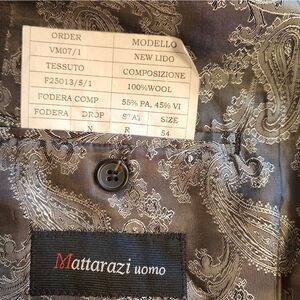 ORDER MODELLO
VM07/1 NEW LIDO
TESSUTO COMPOSIZIONE
F25013/5/1 100%WOOL
FODERA COMP 55% PA, 45% VI
FODERA DROP STAT SIZE
N R 54
Mattarazi uomo